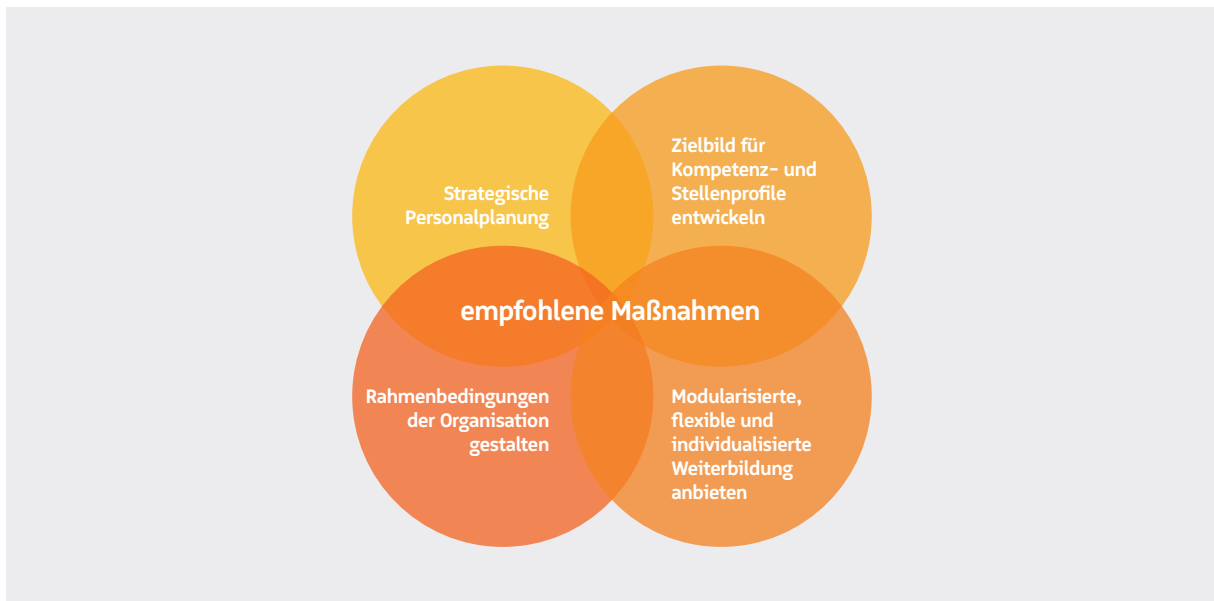 Strategische
Personalplanung
Zielbild für
Kompetenz- und
Stellenprofile
entwickeln
empfohlene Maßnahmen
Rahmenbedingungen
der Organisation
gestalten
Modularisierte,
flexible und
individualisierte
Weiterbildung
anbieten